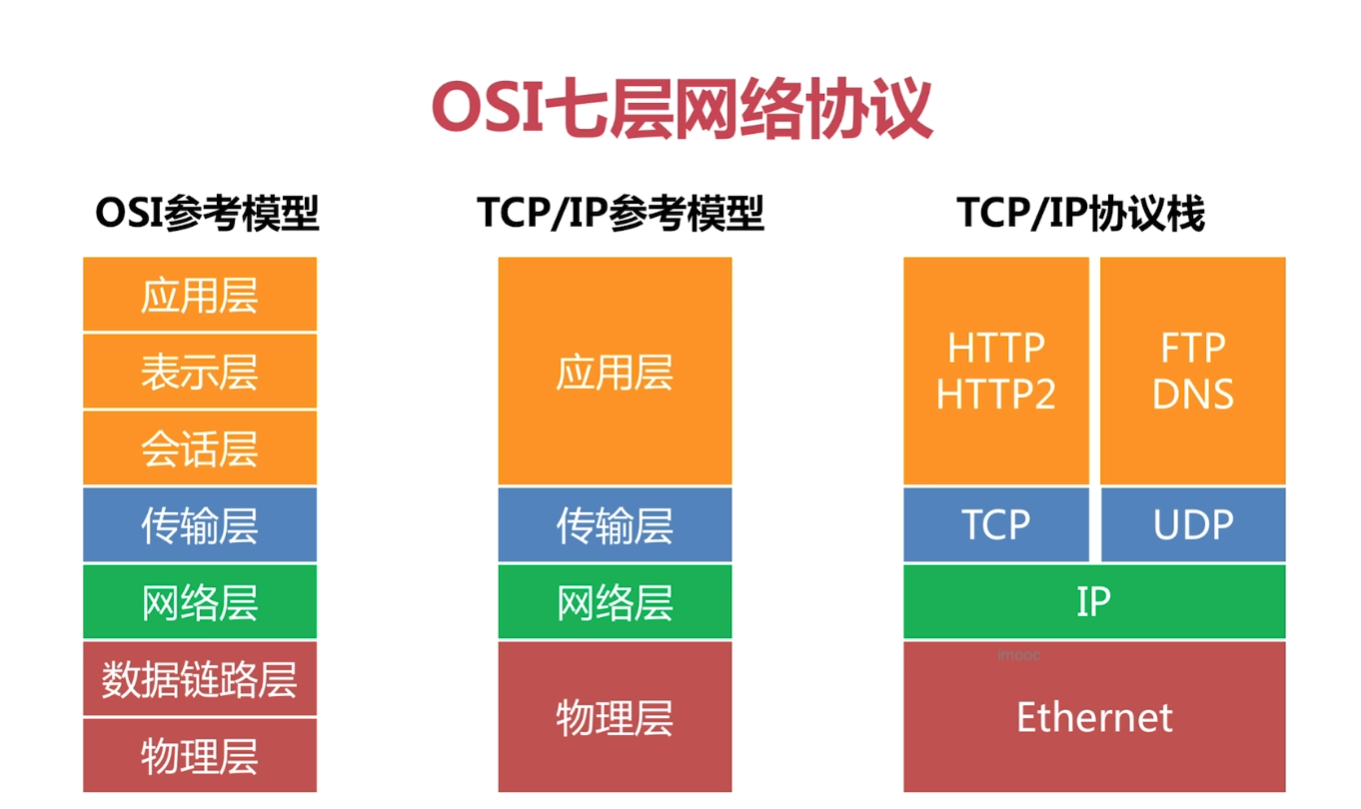 OSI七层网络协议
OSI参考模型
TCP/IP参考模型
TCP/IP协议栈
应用层
表示层
会话层
传输层
网络层
数据链路层
物理层
应用层
传输层
网络层
物理层
HTTP
HTTP2
FTP
DNS
TCP
UDP
IP
imooc
Ethernet